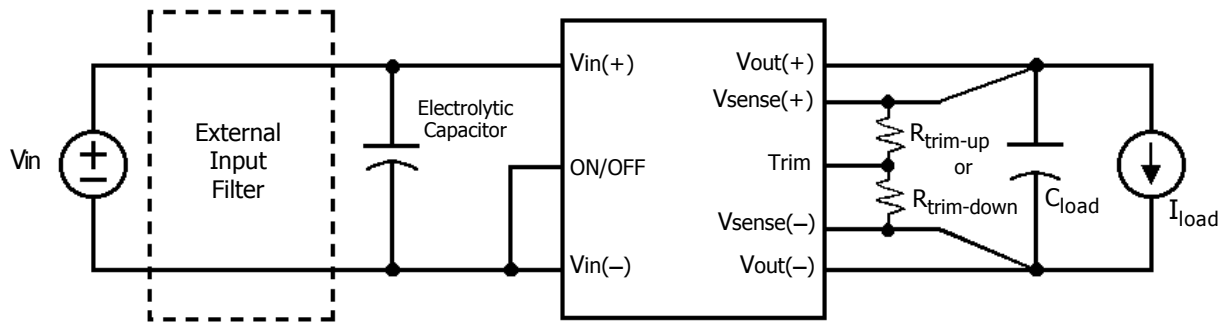 Vin
External
Input
Filter
Electrolytic
Capacitor
Vin(+)
ON/OFF
Vin(−)
Vout(+)
Vsense(+)
Trim
Vsense(−)
Vout(−)
Rtrim-up
or
Rtrim-down
Cload
Iload